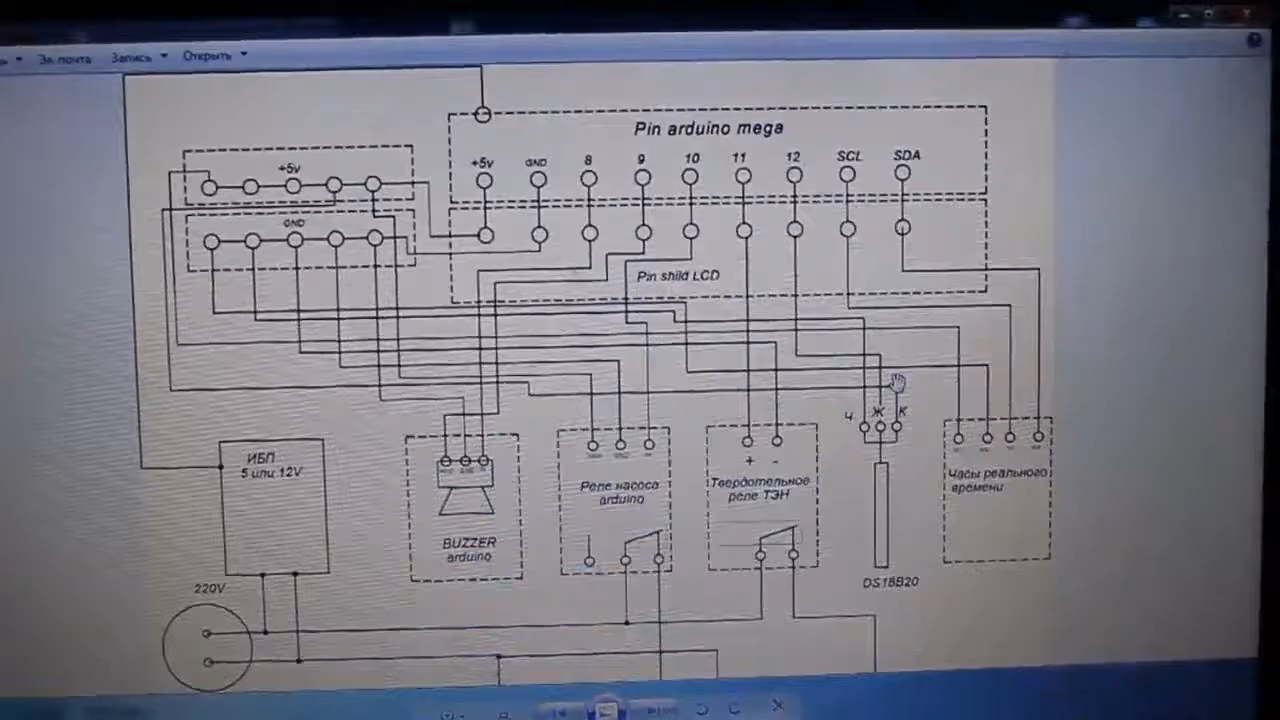 Эл. почта Запись Открыть
Pin arduino mega
+5v
+5v GND 8 9 10 11 12 SCL SDA
GND
Pin shild LCD
Ч Ж К
ИБП
5 или 12V
+ -
Реле насоса
arduino
Твердотельное
реле ТЭН
Часы реального
времени
BUZZER
arduino
DS18B20
220V